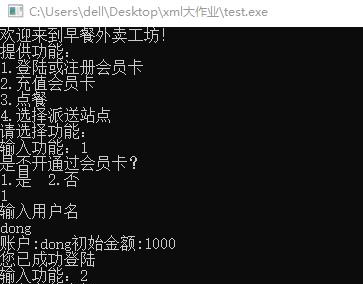 C:\Users\dell\Desktop\xml大作业\test.exe
欢迎来到早餐外卖工坊!
提供功能:
1.登陆或注册会员卡
2.充值会员卡
3.点餐
4.选择派送站点
请选择功能:
输入功能: 1
是否开通过会员卡?
1.是 2.否
1
输入用户名
dong
账户:dong初始金额:1000
您已成功登陆
输入功能: 2